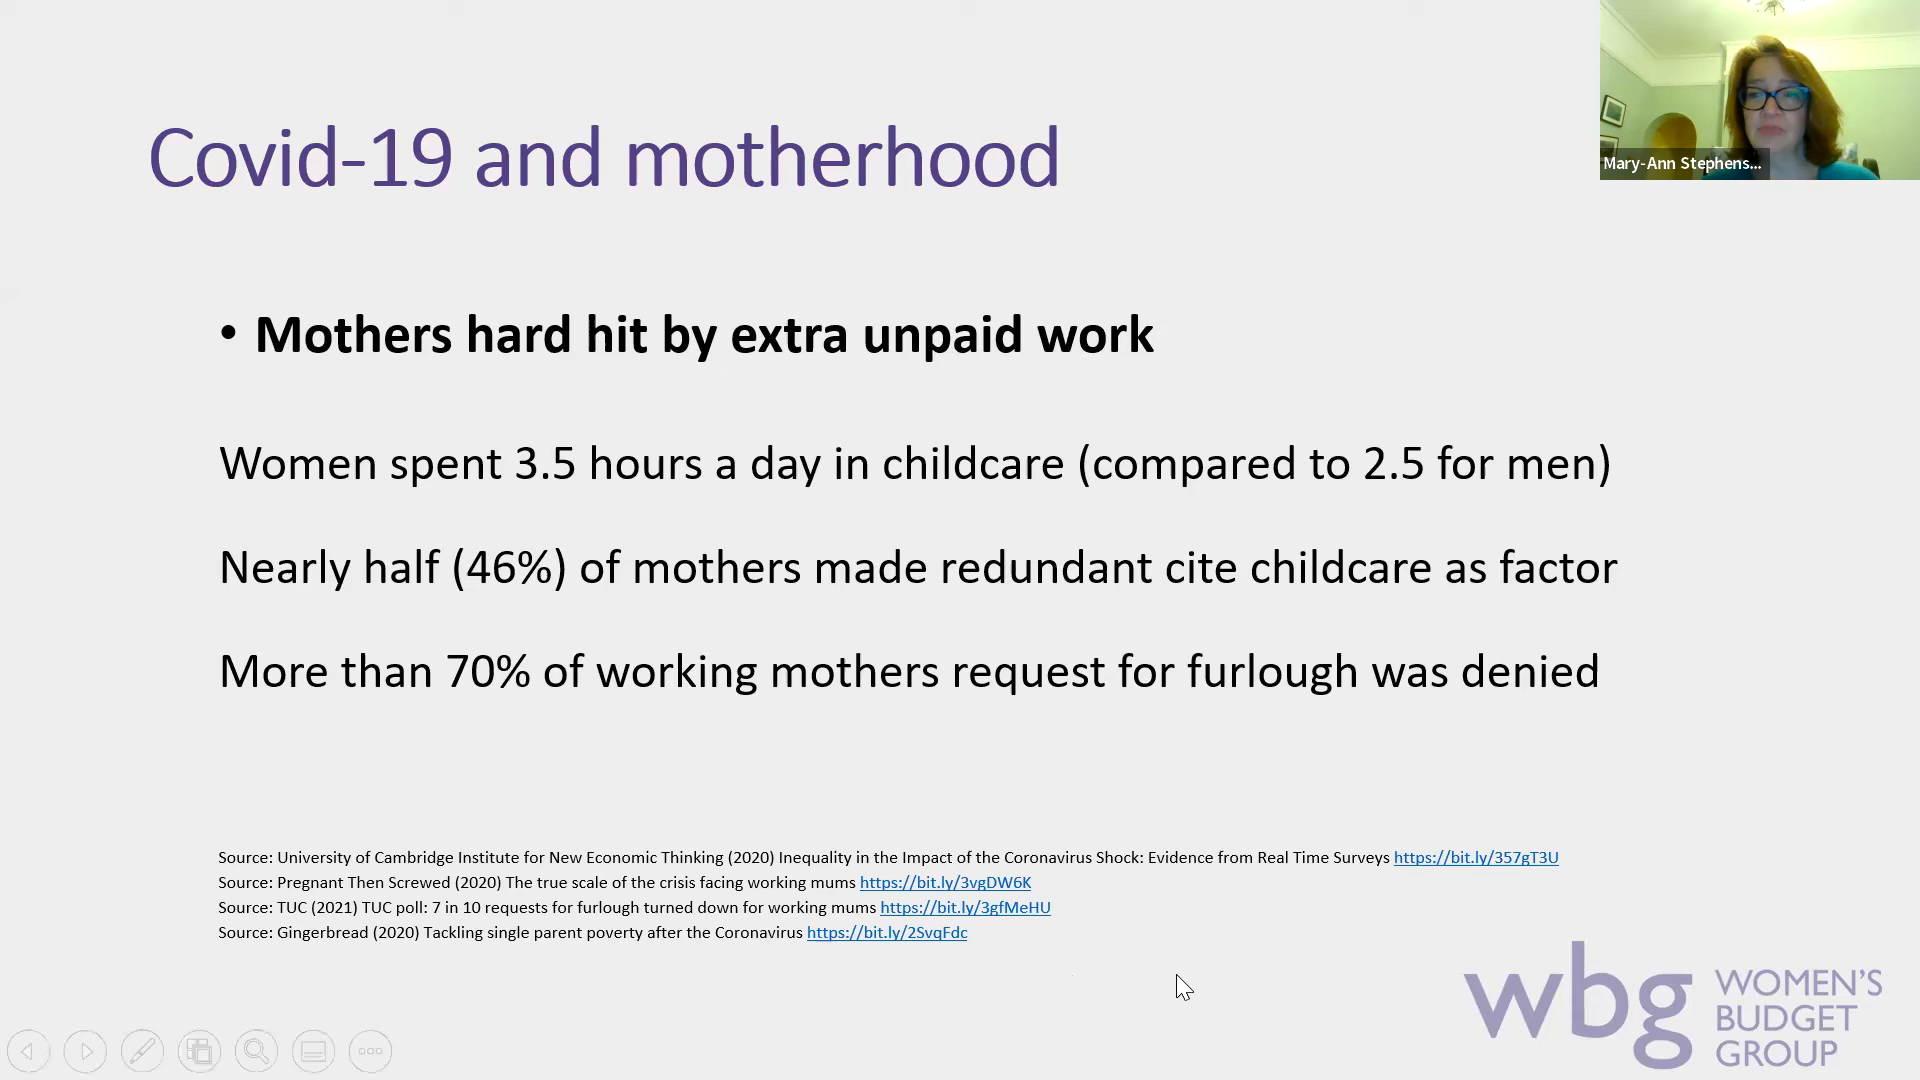 Covid-19 and motherhood
Mary-Ann Stephens...
• Mothers hard hit by extra unpaid work
Women spent 3.5 hours a day in childcare (compared to 2.5 for men)
Nearly half (46%) of mothers made redundant cite childcare as factor
More than 70% of working mothers request for furlough was denied
Source: University of Cambridge Institute for New Economic Thinking (2020) Inequality in the Impact of the Coronavirus Shock: Evidence from Real Time Surveys https://bit.ly/357gT3U
Source: Pregnant Then Screwed (2020) The true scale of the crisis facing working mums https://bit.ly/3vgDW6K
Source: TUC (2021) TUC poll: 7 in 10 requests for furlough turned down for working mums https://bit.ly/3gfMeHU
Source: Gingerbread (2020) Tackling single parent poverty after the Coronavirus https://bit.ly/2SvqFdc
wbg
WOMEN'S
BUDGET
GROUP